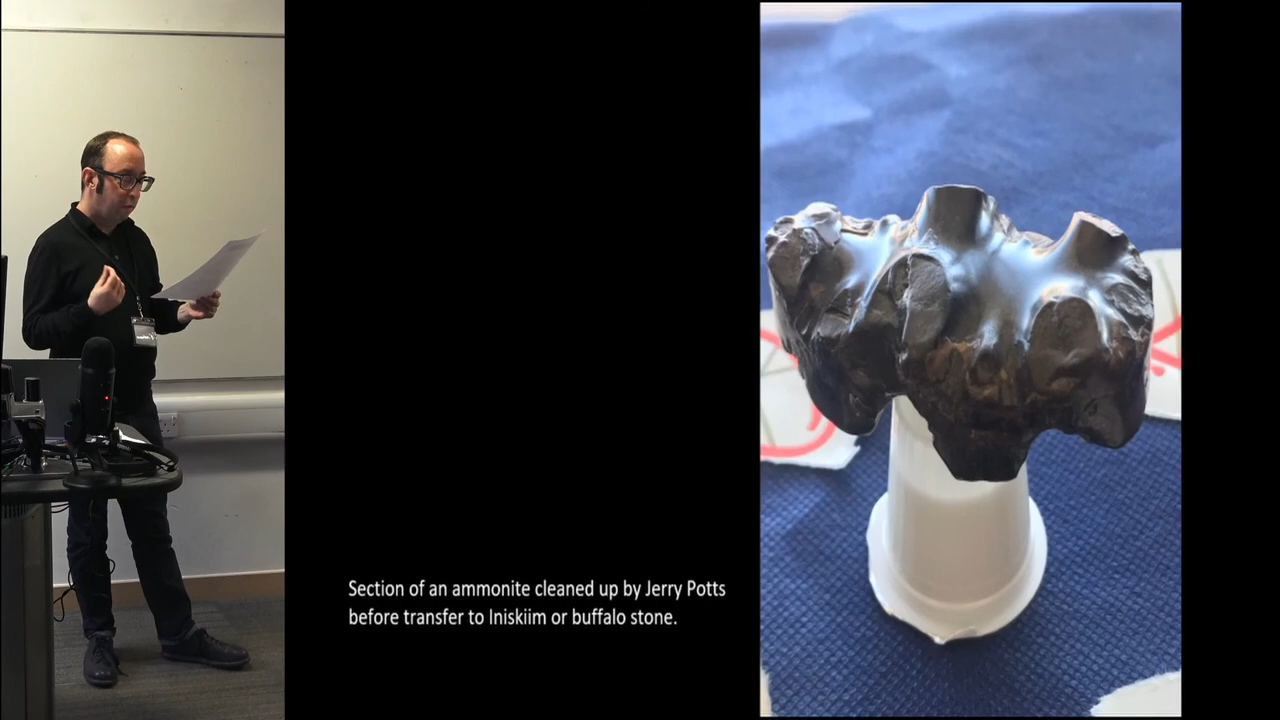 Section of an ammonite cleaned up by Jerry Potts
before transfer to Iniskiim or buffalo stone.